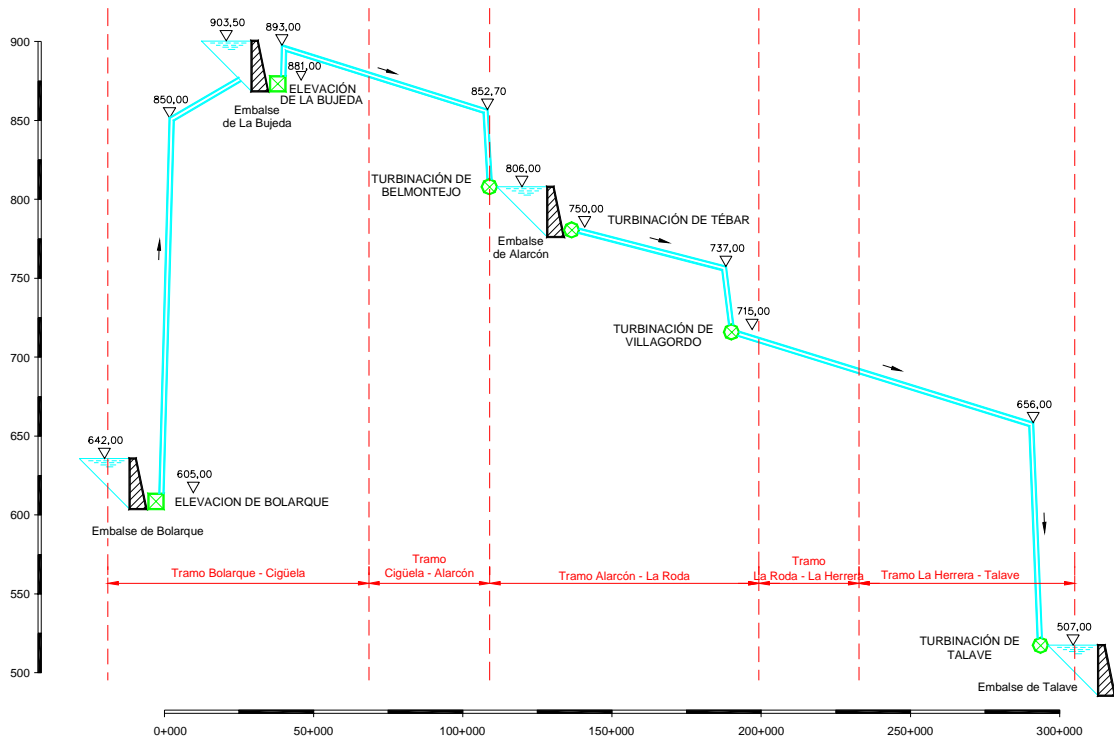 903,50
893,00
900
881,00
ELEVACIÓN
DE LA BUJEDA
850,00
852,70
Embalse
de La Bujeda
850
TURBINACIÓN DE
BELMONTEJO
806,00
800
750,00
TURBINACIÓN DE TÉBAR
Embalse
de Alarcón
737,00
750
715,00
TURBINACIÓN DE
VILLAGORDO
700
656,00
650
642,00
605,00
ELEVACION DE BOLARQUE
600
Embalse de Bolarque
Tramo Bolarque - Cigüela
Tramo
Cigüela - Alarcón
Tramo Alarcón - La Roda
Tramo
La Roda - La Herrera
Tramo La Herrera - Talave
550
507,00
TURBINACIÓN DE
TALAVE
500
Embalse de Talave
0+000
50+000
100+000
150+000
200+000
250+000
300+000